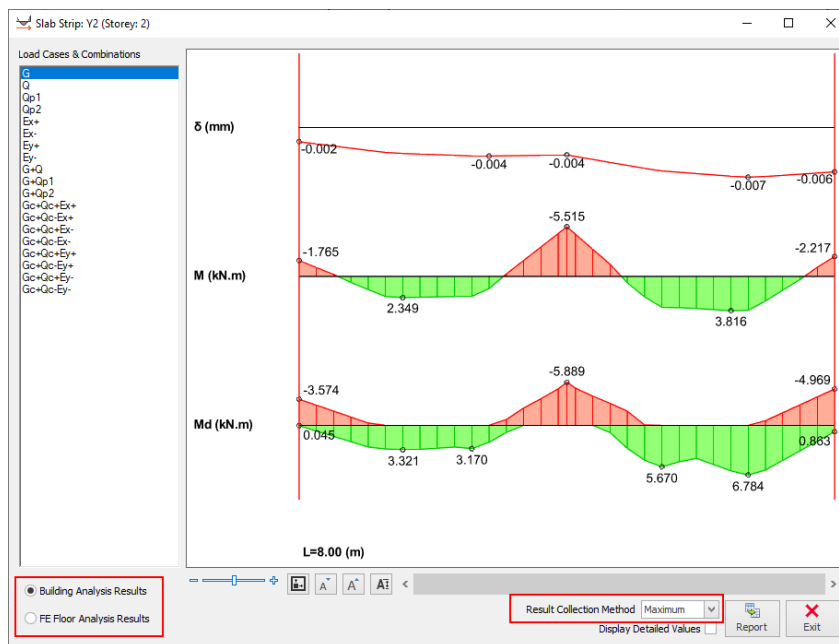 Slab Strip: Y2 (Storey: 2)
Load Cases & Combinations
G
Q
Qp1
Qp2
Ex+
Ex-
Ey+
Ey-
G+Q
G+Qp1
G+Qp2
Gc+Qc+Ex+
Gc+Qc-Ex+
Gc+Qc+Ex-
Gc+Qc-Ex-
Gc+Qc+Ey+
Gc+Qc-Ey+
Gc+Qc+Ey-
Gc+Qc-Ey-
δ (mm)
-0.002
-0.004
-0.004
-0.007
-0.006
M (kN.m)
-1.765
-5.515
-2.217
2.349
3.816
Md (kN.m)
-3.574
-5.889
-4.969
0.045
3.321
3.170
5.670
6.784
0.863
L=8.00 (m)
Building Analysis Results
FE Floor Analysis Results
A
A
A
Result Collection Method Maximum
Display Detailed Values
Report
Exit